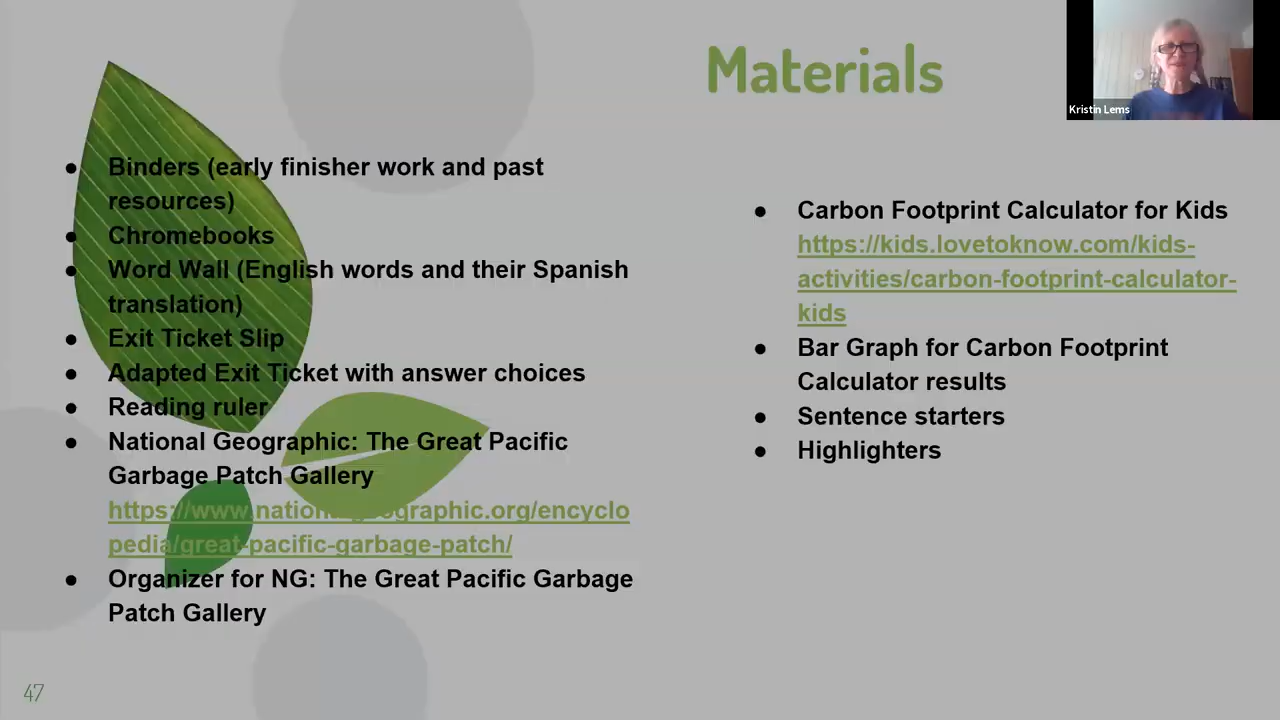 Materials
Kristin Lems
● Binders (early finisher work and past
resources)
● Chromebooks
● Word Wall (English words and their Spanish
translation)
● Exit Ticket Slip
● Adapted Exit Ticket with answer choices
● Reading ruler
● National Geographic: The Great Pacific
Garbage Patch Gallery
https://www.nationalgeographic.org/encyclo
pedia/great-pacific-garbage-patch/
● Organizer for NG: The Great Pacific Garbage
Patch Gallery
● Carbon Footprint Calculator for Kids
https://kids.lovetoknow.com/kids-
activities/carbon-footprint-calculator-
kids
● Bar Graph for Carbon Footprint
Calculator results
● Sentence starters
● Highlighters
47